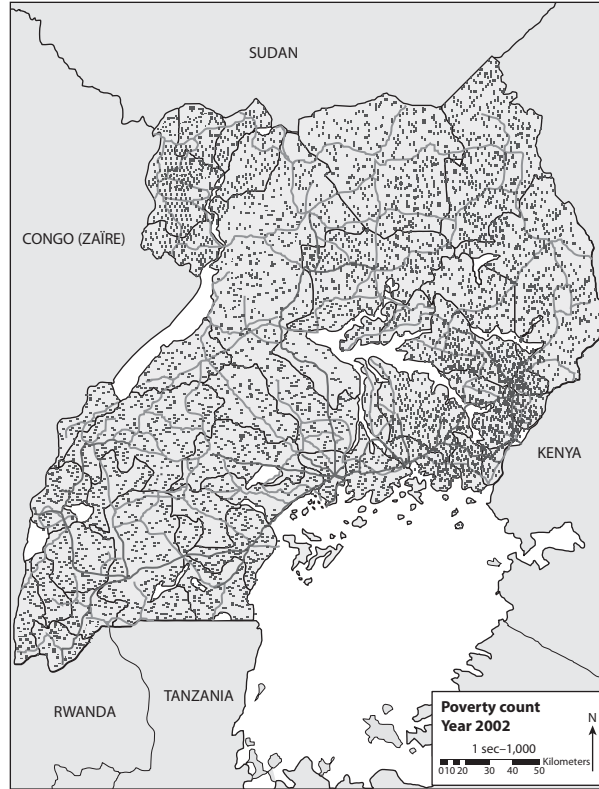 SUDAN
CONGO (ZAÏRE)
KENYA
RWANDA
TANZANIA
Poverty count
Year 2002
N
1 sec–1,000
Kilometers
0 10 20 30 40 50